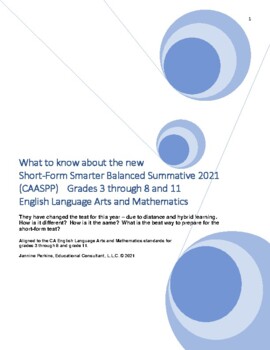 1
What to know about the new
Short-Form Smarter Balanced Summative 2021
(CAASPP) Grades 3 through 8 and 11
English Language Arts and Mathematics
They have changed the test for this year – due to distance and hybrid learning.
How is it different? How is it the same? What is the best way to prepare for the
short-form test?
Aligned to the CA English Language Arts and Mathematics standards for
grades 3 through 8 and grade 11.
Jennine Perkins, Educational Consultant, L.L.C. © 2021